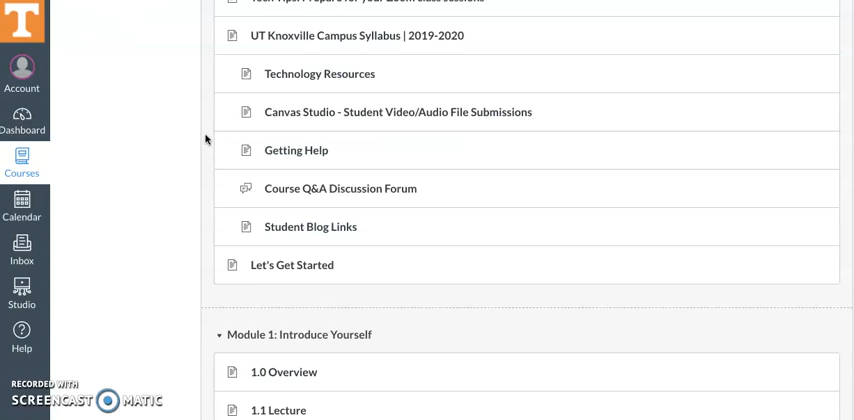 T
Account
Dashboard
Courses
Calendar
Inbox
Studio
Help
UT Knoxville Campus Syllabus | 2019-2020
Technology Resources
Canvas Studio - Student Video/Audio File Submissions
Getting Help
Course Q&A Discussion Forum
Student Blog Links
Let's Get Started
Module 1: Introduce Yourself
1.0 Overview
1.1 Lecture
RECORDED WITH
SCREENCAST MATIC